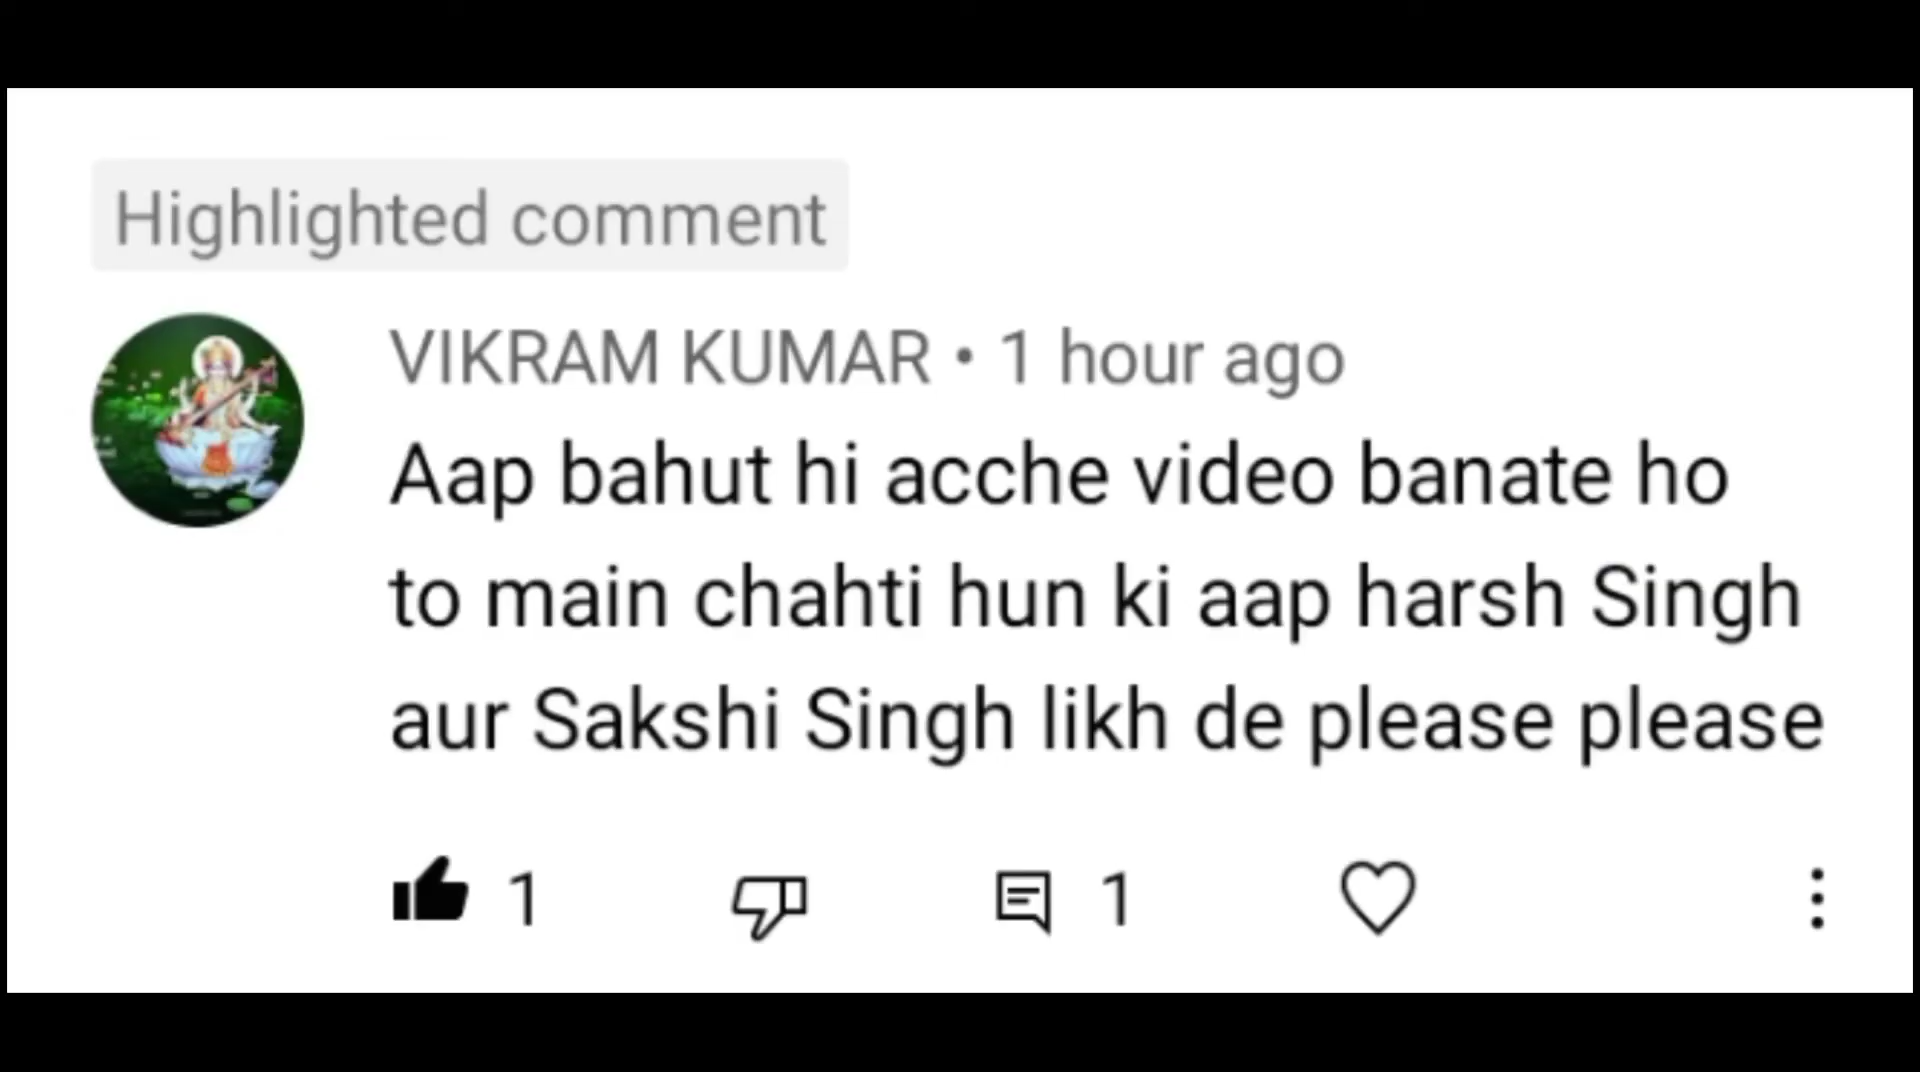 Highlighted comment
VIKRAM KUMAR • 1 hour ago
Aap bahut hi acche video banate ho
to main chahti hun ki aap harsh Singh
aur Sakshi Singh likh de please please
1 1